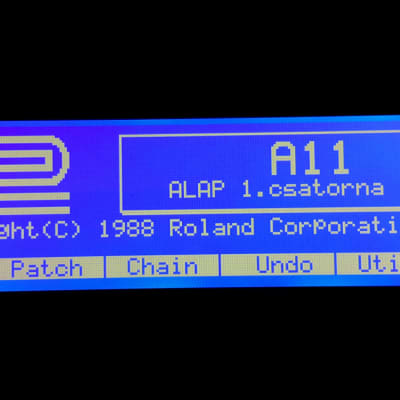 A11
ALAP 1.csatorna
ght(C) 1988 Roland Corporati
Patch Chain Undo Uti